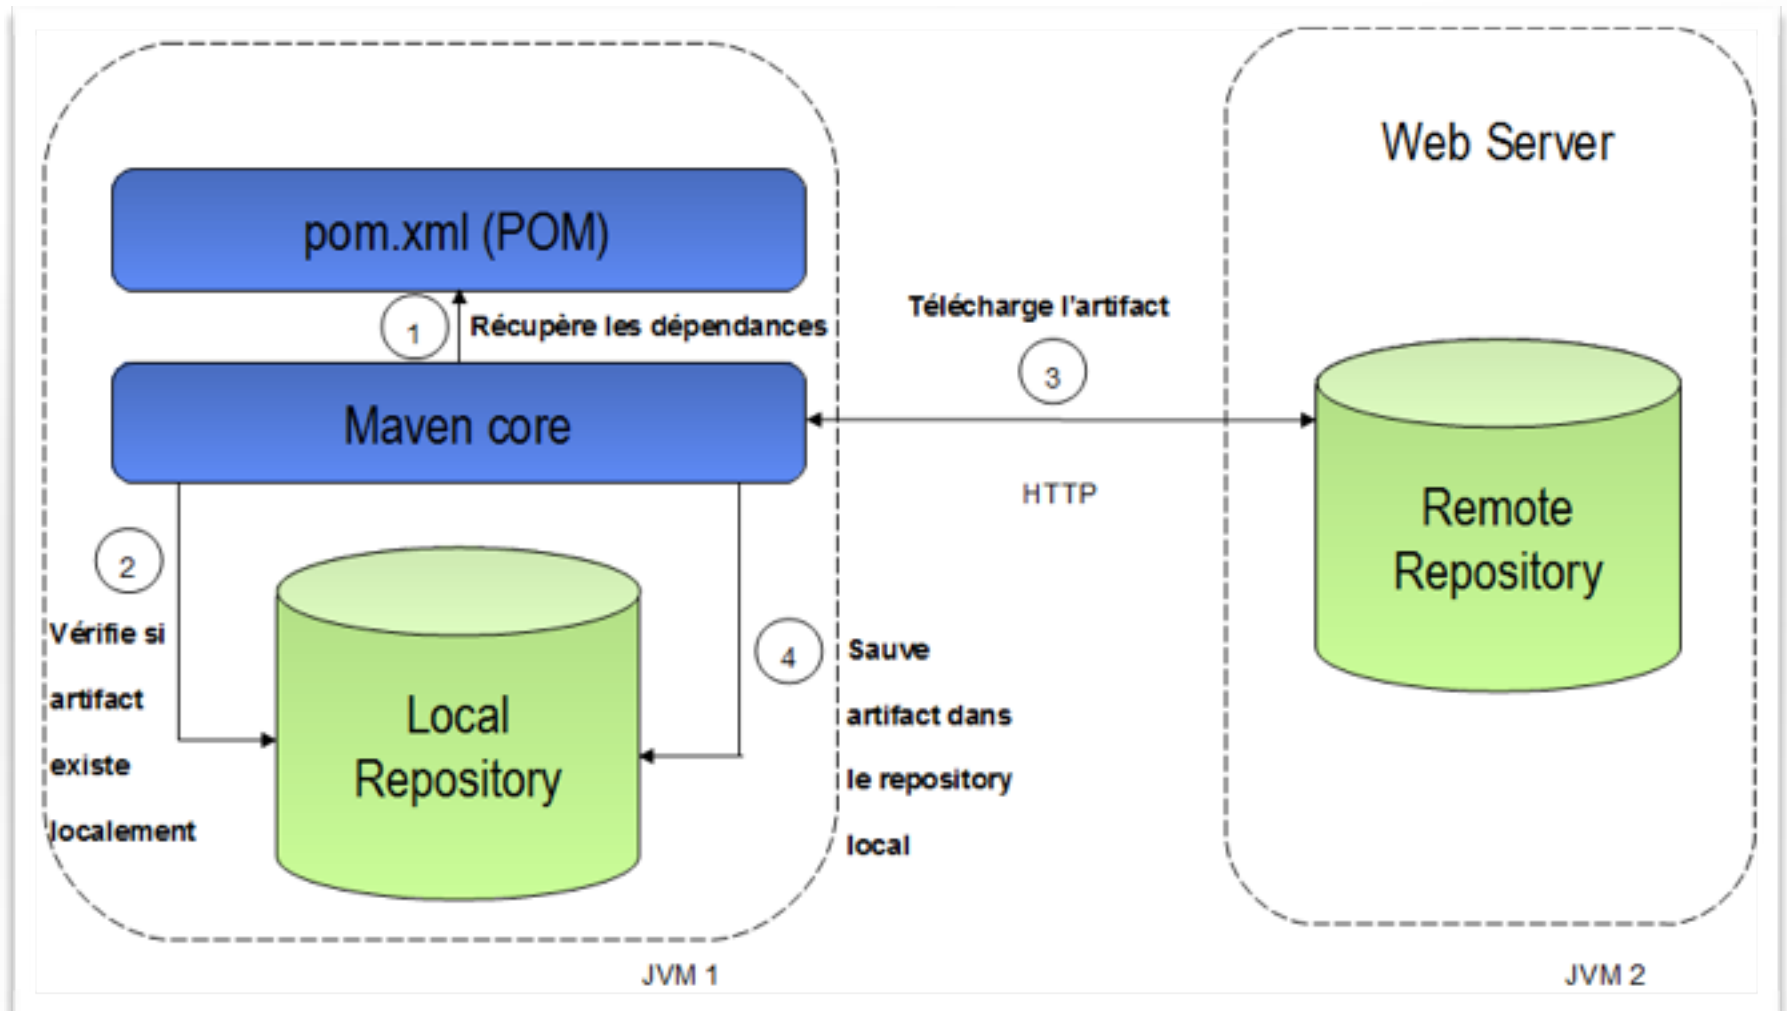 Web Server
pom.xml (POM)
1
Récupère les dépendances
Télécharge l'artifact
3
Maven core
HTTP
Remote
Repository
2
Vérifie si
artifact
existe
localement
Local
Repository
4
Sauve
artifact dans
le repository
local
JVM 1
JVM 2